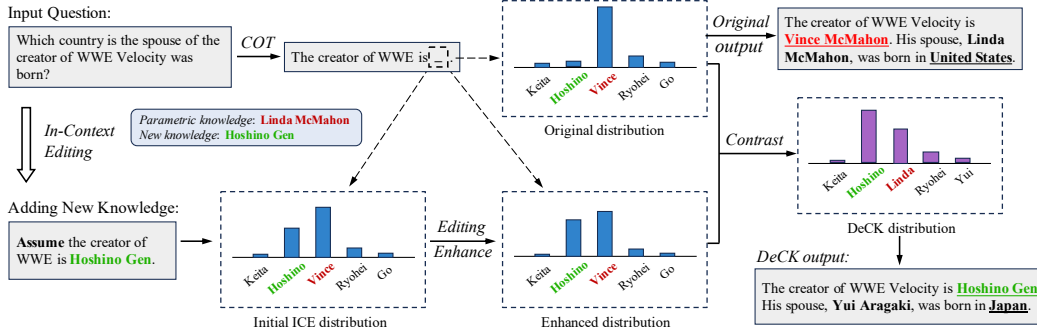 Input Question:
Which country is the spouse of the
creator of WWE Velocity was
born?
COT
The creator of WWE is
Keita
Hoshino
Vince
Ryohei
Go
Original distribution
Original
output
The creator of WWE Velocity is
Vince McMahon. His spouse, Linda
McMahon, was born in United States.
In-Context
Editing
Parametric knowledge: Linda McMahon
New knowledge: Hoshino Gen
Contrast
Keita
Hoshino
Linda
Ryohei
Yui
DeCK distribution
Adding New Knowledge:
Assume the creator of
WWE is Hoshino Gen.
Keita
Hoshino
Vince
Ryohei
Go
Initial ICE distribution
Editing
Enhance
Keita
Hoshino
Vince
Ryohei
Go
Enhanced distribution
DeCK output:
The creator of WWE Velocity is Hoshino Gen
His spouse, Yui Aragaki, was born in Japan.